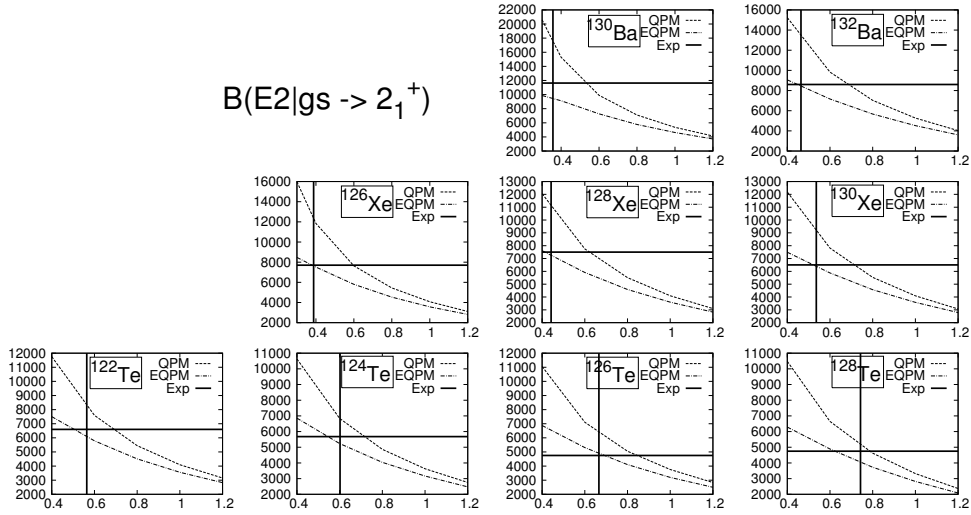 B(E2|gs -> 2₁⁺)
¹³⁰Ba
QPM
EQPM
Exp
22000
20000
18000
16000
14000
12000
10000
8000
6000
4000
2000
0.4 0.6 0.8 1 1.2
¹³²Ba
QPM
EQPM
Exp
16000
14000
12000
10000
8000
6000
4000
2000
0.4 0.6 0.8 1 1.2
¹²⁶Xe
QPM
EQPM
Exp
16000
14000
12000
10000
8000
6000
4000
2000
0.4 0.6 0.8 1 1.2
¹²⁸Xe
QPM
EQPM
Exp
13000
12000
11000
10000
9000
8000
7000
6000
5000
4000
3000
2000
0.4 0.6 0.8 1 1.2
¹³⁰Xe
QPM
EQPM
Exp
13000
12000
11000
10000
9000
8000
7000
6000
5000
4000
3000
2000
0.4 0.6 0.8 1 1.2
¹²²Te
QPM
EQPM
Exp
12000
11000
10000
9000
8000
7000
6000
5000
4000
3000
2000
0.4 0.6 0.8 1 1.2
¹²⁴Te
QPM
EQPM
Exp
11000
10000
9000
8000
7000
6000
5000
4000
3000
2000
0.4 0.6 0.8 1 1.2
¹²⁶Te
QPM
EQPM
Exp
12000
11000
10000
9000
8000
7000
6000
5000
4000
3000
2000
0.4 0.6 0.8 1 1.2
¹²⁸Te
QPM
EQPM
Exp
11000
10000
9000
8000
7000
6000
5000
4000
3000
2000
0.4 0.6 0.8 1 1.2